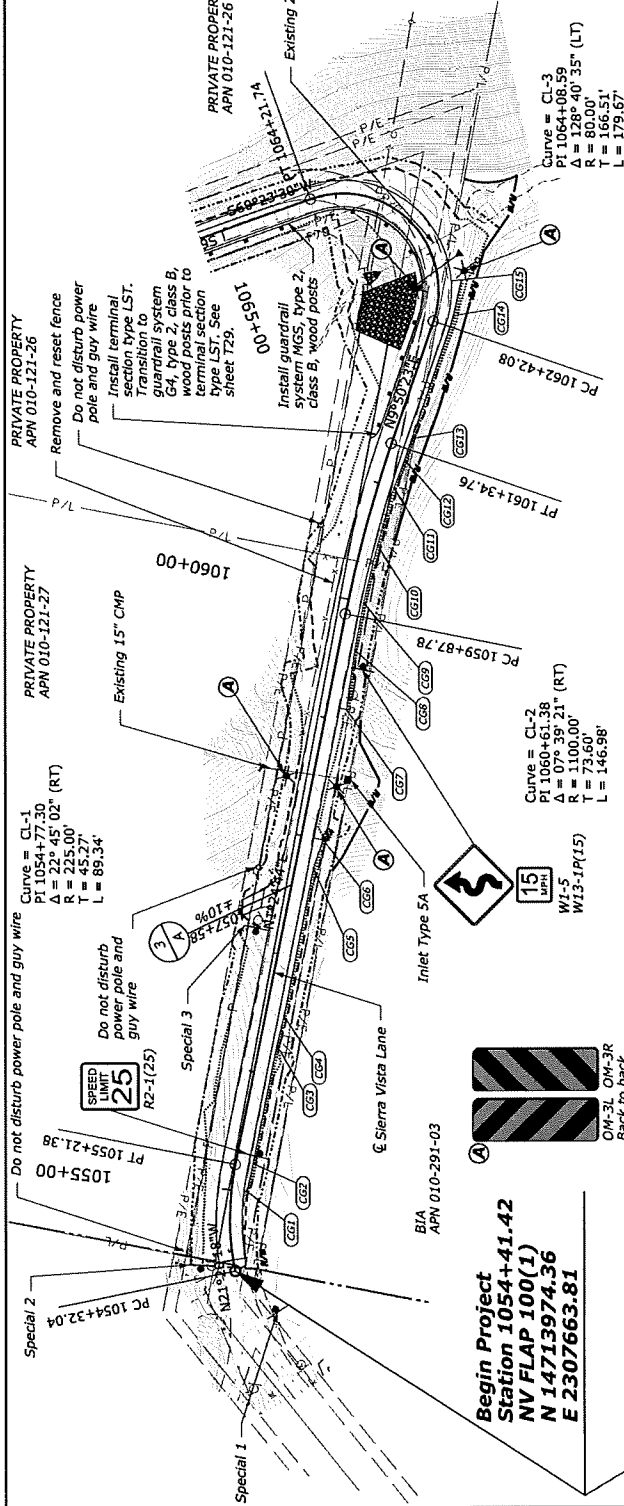 Do not disturb power pole and guy wire
Curve = CL-1
PI 1054+77.30
Δ = 22° 45' 02" (RT)
R = 225.00'
T = 45.27'
L = 89.34'
PRIVATE PROPERTY
APN 010-121-27
PRIVATE PROPERTY
APN 010-121-26
Remove and reset fence
Do not disturb power
pole and guy wire
Install terminal
section type LST.
Transition to
guardrail system
G4, type 2, class B,
wood posts prior to
terminal section
type LST. See
sheet T29.
Install guardrail
system MGS, type 2,
class B, wood posts
PRIVATE PROPER
APN 010-121-26
Existing 2
PT 1064+21.74
1065+00
1060+00
P/L
P/L
P/E
P/E
Existing 15" CMP
A
A
A
A
3
A
1057+58
±10%
Do not disturb
power pole and
guy wire
Special 3
SPEED
LIMIT
25
R2-1(25)
PT 1055+21.38
1055+00
PC 1054+32.04
P/L
Special 2
Special 1
N9°50'23"E
CG1
CG2
CG3
CG4
CG5
CG6
CG7
CG8
CG9
CG10
CG11
CG12
CG13
CG14
CG15
PC 1059+87.78
PT 1061+34.76
PC 1062+42.08
Curve = CL-3
PI 1064+08.59
Δ = 128° 40' 35" (LT)
R = 80.00'
T = 166.51'
L = 179.67'
Curve = CL-2
PI 1060+61.38
Δ = 07° 39' 21" (RT)
R = 1100.00'
T = 73.60'
L = 146.98'
Inlet Type 5A
15
MPH
W1-5
W13-1P(15)
℄ Sierra Vista Lane
BIA
APN 010-291-03
A
OM-3L OM-3R
Back to back
Begin Project
Station 1054+41.42
NV FLAP 100(1)
N 14713974.36
E 2307663.81